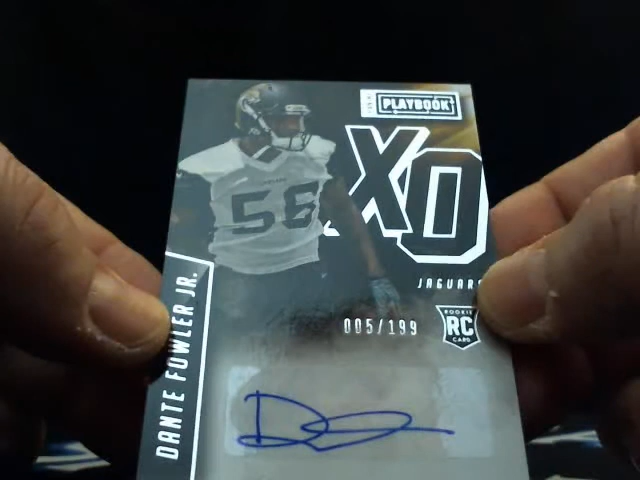 PLAYBOOK
XO
56
JAGUARS
ROOKIE
RC
CARD
005/199
DANTE FOWLER JR.